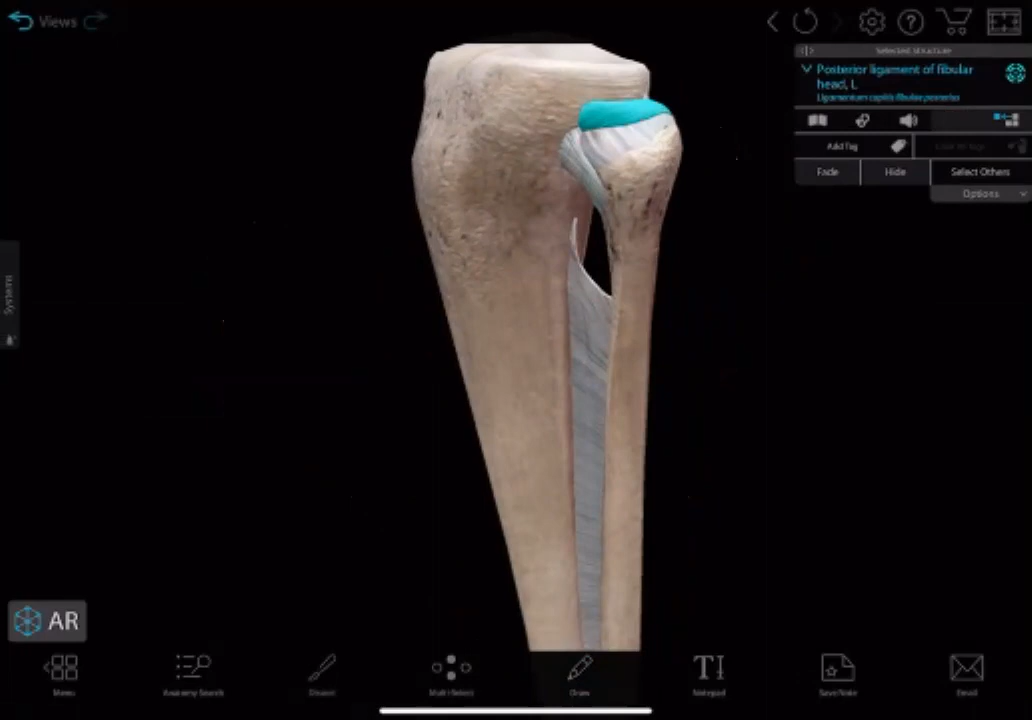 Views
Selected Structure
Posterior ligament of fibular
head, L
Ligamentum capitis fibulae posterius
Add Tag
Fade
Hide
Select Others
Options
Systems
AR
Menu
Anatomy Search
Dissect
Multi-Select
Draw
TI
Notepad
Save Note
Email